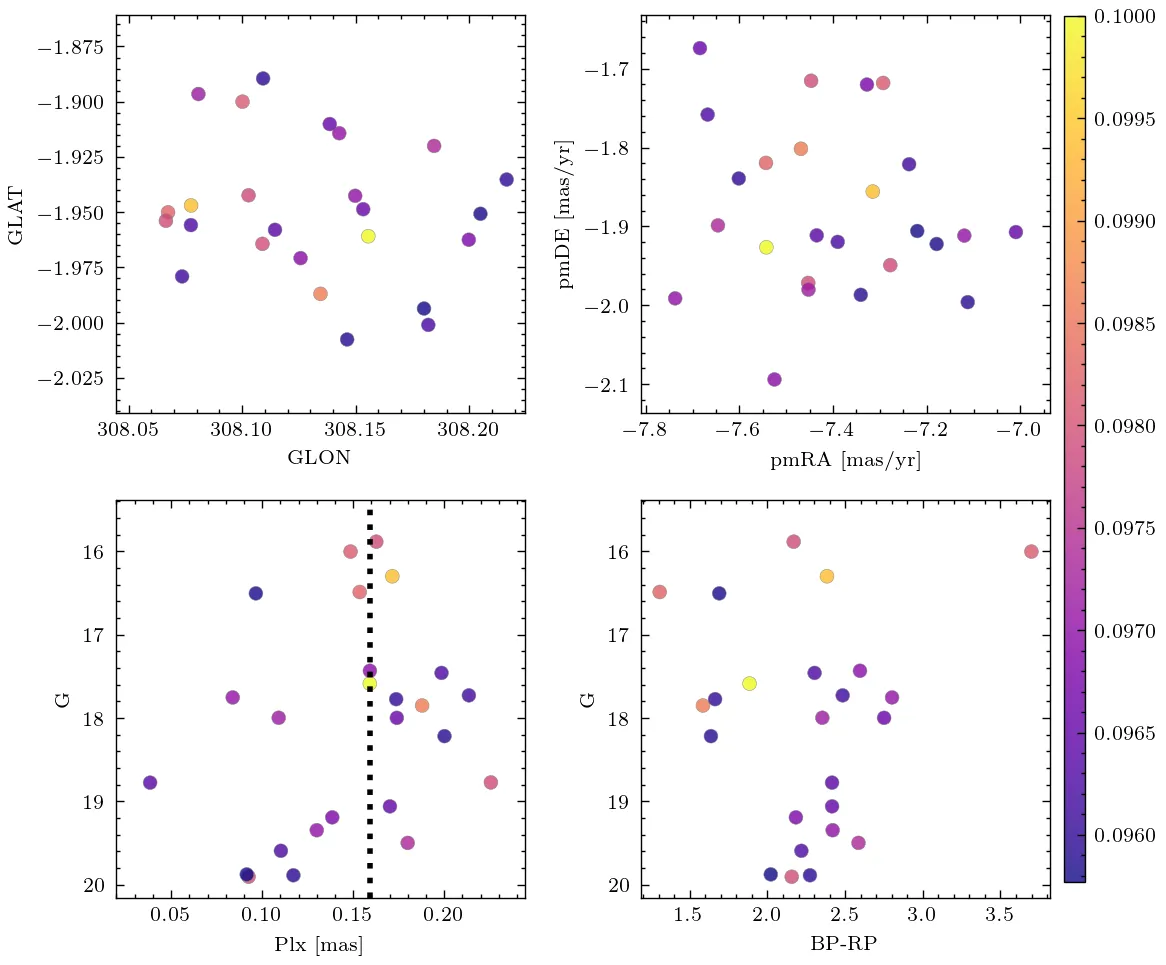 −1.875
−1.900
−1.925
−1.950
−1.975
−2.000
−2.025
GLAT
308.05 308.10 308.15 308.20
GLON
−1.7
−1.8
−1.9
−2.0
−2.1
pmDE [mas/yr]
−7.8 −7.6 −7.4 −7.2 −7.0
pmRA [mas/yr]
0.1000
0.0995
0.0990
0.0985
0.0980
0.0975
0.0970
0.0965
0.0960
16
17
18
19
20
G
0.05 0.10 0.15 0.20
Plx [mas]
16
17
18
19
20
G
1.5 2.0 2.5 3.0 3.5
BP-RP